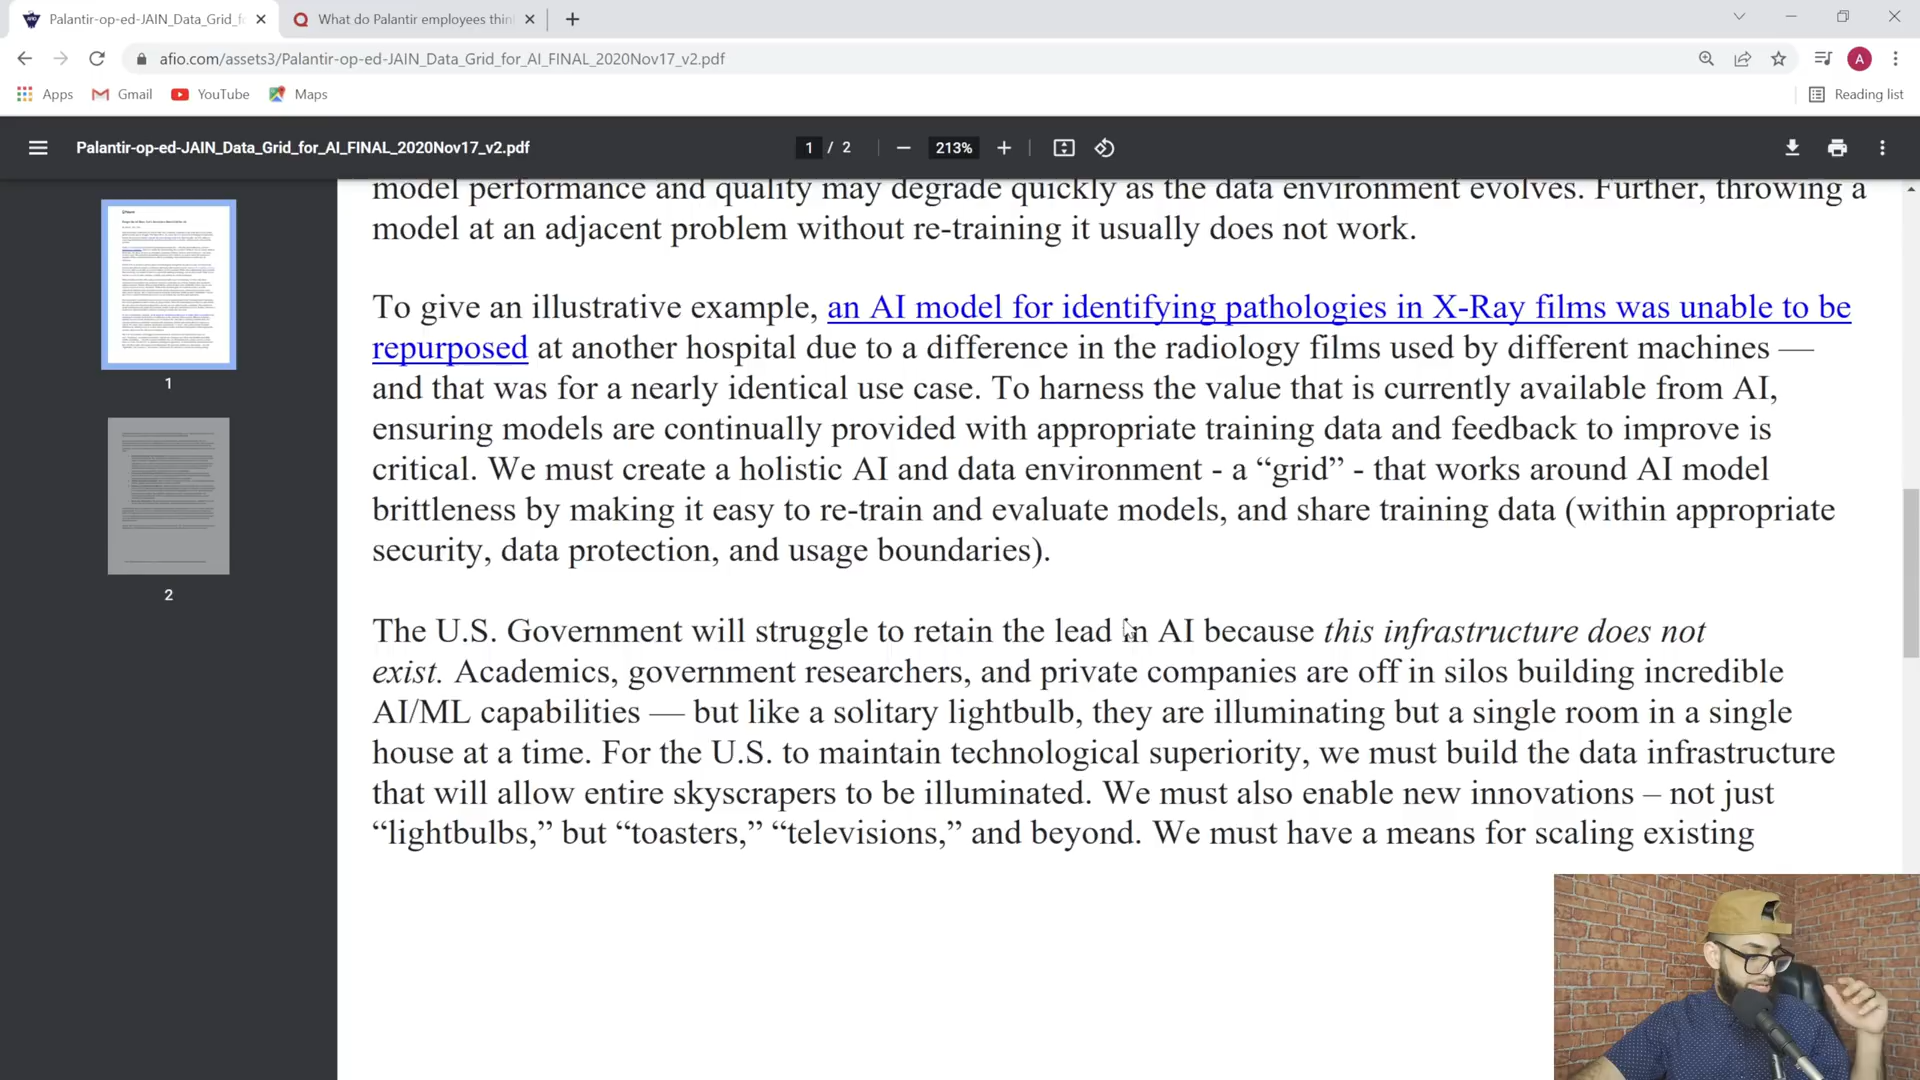 Palantir-op-ed-JAIN_Data_Grid_f
What do Palantir employees thin
afio.com/assets3/Palantir-op-ed-JAIN_Data_Grid_for_AI_FINAL_2020Nov17_v2.pdf
A
Apps
Gmail
YouTube
Maps
Reading list
Palantir-op-ed-JAIN_Data_Grid_for_AI_FINAL_2020Nov17_v2.pdf
1 / 2
213%
model performance and quality may degrade quickly as the data environment evolves. Further, throwing a
model at an adjacent problem without re-training it usually does not work.
To give an illustrative example, an AI model for identifying pathologies in X-Ray films was unable to be
repurposed at another hospital due to a difference in the radiology films used by different machines —
and that was for a nearly identical use case. To harness the value that is currently available from AI,
ensuring models are continually provided with appropriate training data and feedback to improve is
critical. We must create a holistic AI and data environment - a “grid” - that works around AI model
brittleness by making it easy to re-train and evaluate models, and share training data (within appropriate
security, data protection, and usage boundaries).
The U.S. Government will struggle to retain the lead in AI because this infrastructure does not
exist. Academics, government researchers, and private companies are off in silos building incredible
AI/ML capabilities — but like a solitary lightbulb, they are illuminating but a single room in a single
house at a time. For the U.S. to maintain technological superiority, we must build the data infrastructure
that will allow entire skyscrapers to be illuminated. We must also enable new innovations – not just
“lightbulbs,” but “toasters,” “televisions,” and beyond. We must have a means for scaling existing
1
2